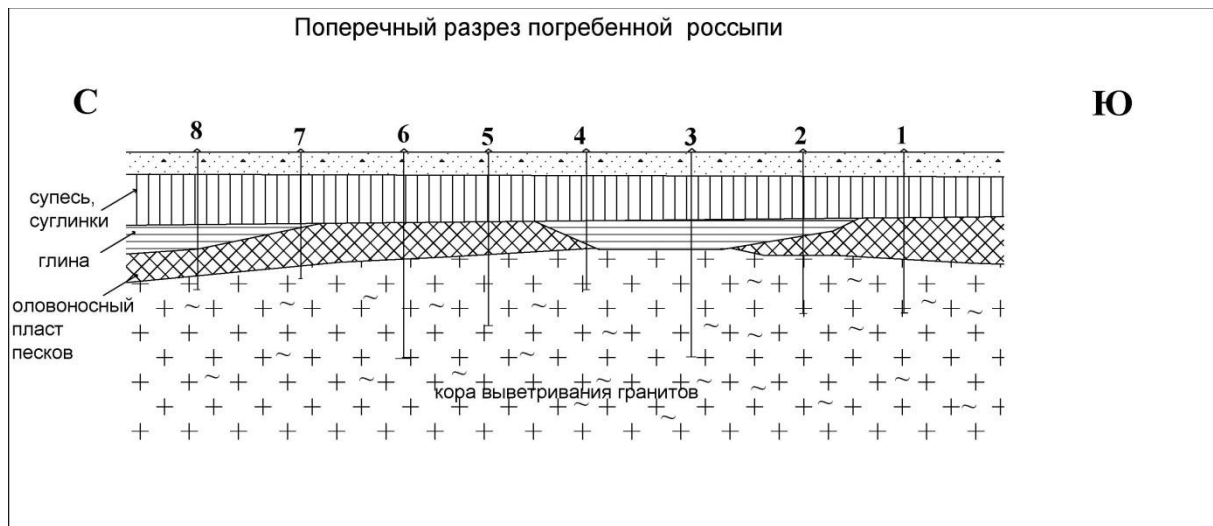 Поперечный разрез погребенной россыпи
С
Ю
8 7 6 5 4 3 2 1
супесь,
суглинки
глина
оловоносный
пласт
песков
кора выветривания гранитов